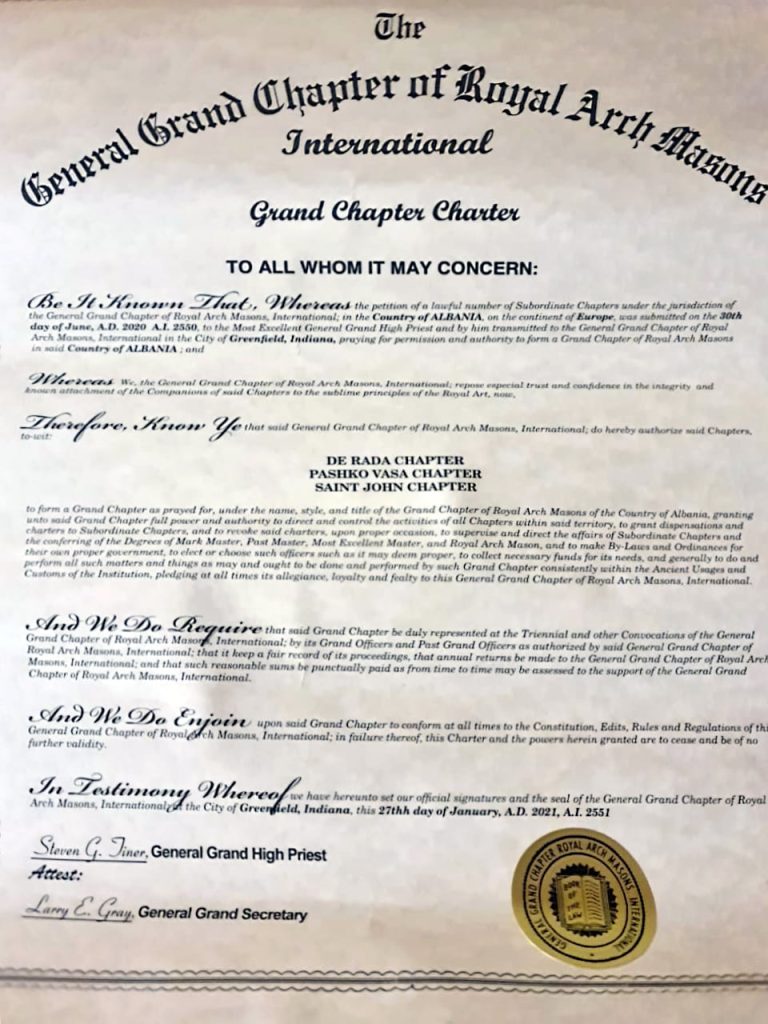 The
General Grand Chapter of Royal Arch Masons
International
Grand Chapter Charter
TO ALL WHOM IT MAY CONCERN:
Be It Known That, Whereas the petition of a lawful number of Subordinate Chapters under the jurisdiction of
the General Grand Chapter of Royal Arch Masons, International; in the Country of ALBANIA, on the continent of Europe, was submitted on the 30th
day of June, A.D. 2020 A.I. 2550, to the Most Excellent General Grand High Priest and by him transmitted to the General Grand Chapter of Royal
Arch Masons, International in the City of Greenfield, Indiana, praying for permission and authority to form a Grand Chapter of Royal Arch Masons
in said Country of ALBANIA ; and
Whereas We, the General Grand Chapter of Royal Arch Masons, International; repose especial trust and confidence in the integrity and
known attachment of the Companions of said Chapters to the sublime principles of the Royal Art, now,
Therefore, Know Ye that said General Grand Chapter of Royal Arch Masons, International; do hereby authorize said Chapters,
to-wit:
DE RADA CHAPTER
PASHKO VASA CHAPTER
SAINT JOHN CHAPTER
to form a Grand Chapter as prayed for, under the name, style, and title of the Grand Chapter of Royal Arch Masons of the Country of Albania, granting
unto said Grand Chapter full power and authority to direct and control the activities of all Chapters within said territory, to grant dispensations and
charters to Subordinate Chapters, and to revoke said charters, upon proper occasion, to supervise and direct the affairs of Subordinate Chapters and
the conferring of the Degrees of Mark Master, Past Master, Most Excellent Master, and Royal Arch Mason, and to make By-Laws and Ordinances for
their own proper government, to elect or choose such officers such as it may deem proper, to collect necessary funds for its needs, and generally to do and
perform all such matters and things as may and ought to be done and performed by such Grand Chapter consistently within the Ancient Usages and
Customs of the Institution, pledging at all times its allegiance, loyalty and fealty to this General Grand Chapter of Royal Arch Masons, International.
And We Do Require that said Grand Chapter be duly represented at the Triennial and other Convocations of the General
Grand Chapter of Royal Arch Masons, International; by its Grand Officers and Past Grand Officers as authorized by said General Grand Chapter of
Royal Arch Masons, International; that it keep a fair record of its proceedings, that annual returns be made to the General Grand Chapter of Royal Arch
Masons, International; and that such reasonable sums be punctually paid as from time to time may be assessed to the support of the General Grand
Chapter of Royal Arch Masons, International.
And We Do Enjoin upon said Grand Chapter to conform at all times to the Constitution, Edits, Rules and Regulations of thi
General Grand Chapter of Royal Arch Masons, International; in failure thereof, this Charter and the powers herein granted are to cease and be of no
further validity.
In Testimony Whereof we have hereunto set our official signatures and the seal of the General Grand Chapter of Royal
Arch Masons, International; at the City of Greenfield, Indiana, this 27thh day of January, A.D. 2021, A.I. 2551
Steven G. Tiner, General Grand High Priest
Attest:
Larry E. Gray, General Grand Secretary
GENERAL GRAND CHAPTER ROYAL ARCH MASONS INTERNATIONAL
BOOK
OF
THE
LAW